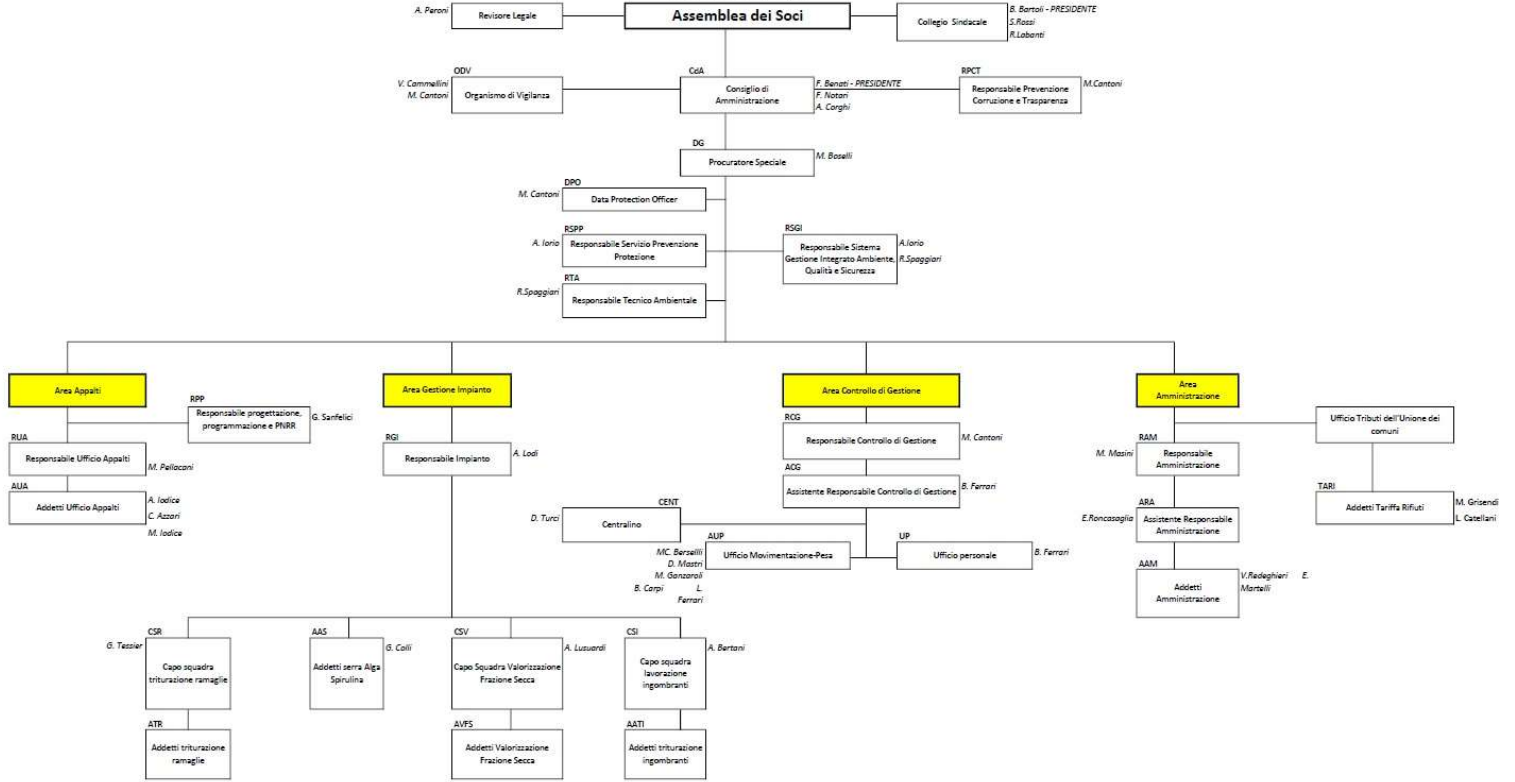 A. Peroni
Revisore Legale
Assemblea dei Soci
Collegio Sindacale
B. Bartoli - PRESIDENTE
S.Rossi
R.Labanti
ODV
V. Cammellini
M. Cantoni
Organismo di Vigilanza
CdA
Consiglio di
Amministrazione
F. Benati - PRESIDENTE
F. Notari
A. Corghi
RPCT
Responsabile Prevenzione
Corruzione e Trasparenza
M.Cantoni
DG
Procuratore Speciale
M. Boselli
DPO
M. Cantoni
Data Protection Officer
RSPP
A. Iorio
Responsabile Servizio Prevenzione
Protezione
RSGI
Responsabile Sistema
Gestione Integrato Ambiente,
Qualità e Sicurezza
A.Iorio
R.Spaggiari
RTA
R.Spaggiari
Responsabile Tecnico Ambientale
Area Appalti
RPP
Responsabile progettazione,
programmazione e PNRR
G. Sanfelici
RUA
Responsabile Ufficio Appalti
M. Pellacani
AUA
Addetti Ufficio Appalti
A. Iodice
C. Azzari
M. Iodice
Area Gestione Impianto
RGI
Responsabile Impianto
A. Lodi
Area Controllo di Gestione
RCG
Responsabile Controllo di Gestione
M. Cantoni
ACG
Assistente Responsabile Controllo di Gestione
B. Ferrari
CENT
D. Turci
Centralino
AUP
Ufficio Movimentazione-Pesa
MC. Berselli
D. Mastri
M. Ganzaroli
B. Carpi L.
Ferrari
UP
Ufficio personale
B. Ferrari
Area
Amministrazione
RAM
M. Masini
Responsabile
Amministrazione
ARA
E.Roncasaglia
Assistente Responsabile
Amministrazione
AAM
Addetti
Amministrazione
V.Redeghieri E.
Martelli
Ufficio Tributi dell'Unione dei
comuni
TARI
Addetti Tariffa Rifiuti
M. Grisendi
L. Catellani
CSR
G. Tessier
Capo squadra
triturazione ramaglie
AAS
Addetti serra Alga
Spirulina
G. Colli
CSV
Capo Squadra Valorizzazione
Frazione Secca
A. Lusuardi
CSI
Capo squadra
lavorazione
ingombranti
A. Bertani
ATR
Addetti triturazione
ramaglie
AVFS
Addetti Valorizzazione
Frazione Secca
AATI
Addetti triturazione
ingombranti